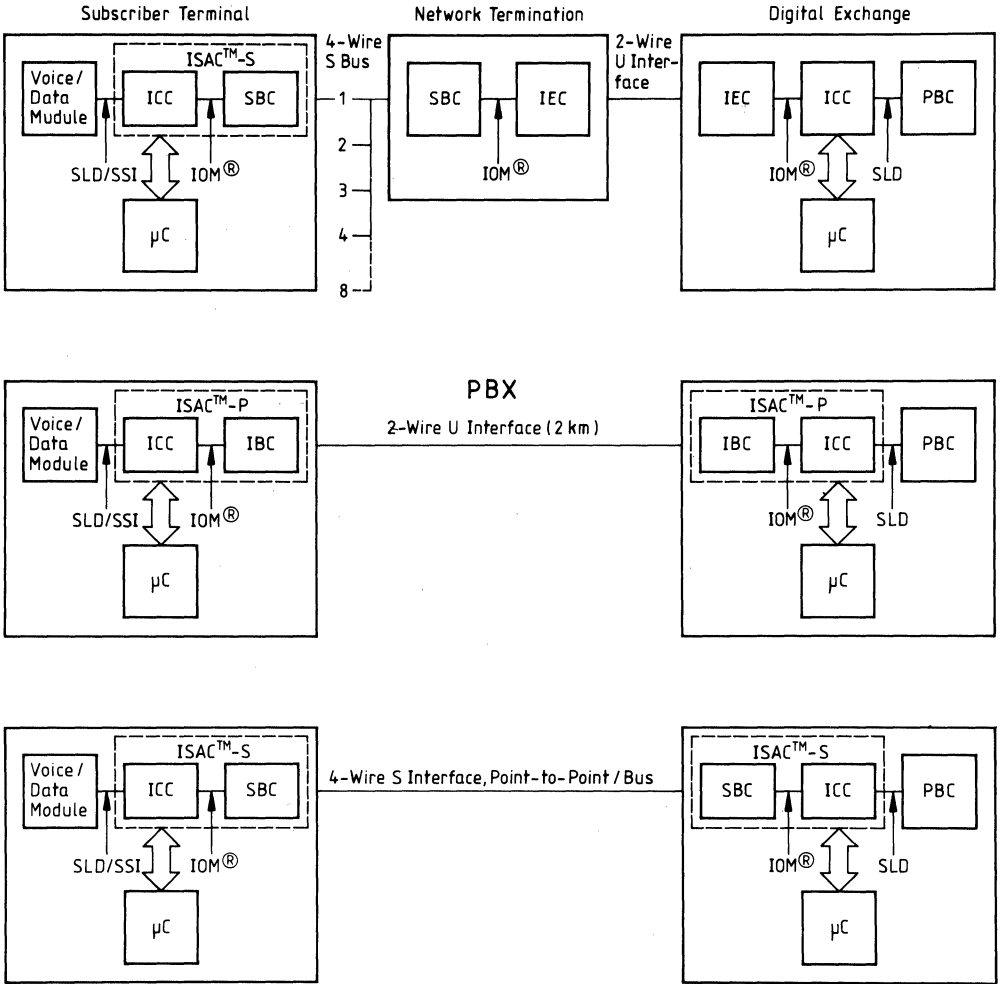 Subscriber Terminal
Network Termination
Digital Exchange
ISAC™-S
Voice/
Data
Mudule
ICC
SBC
SLD/SSI
IOM®
µC
4-Wire
S Bus
1
2
3
4
8
SBC
IEC
IOM®
2-Wire
U Inter-
face
IEC
ICC
PBC
IOM®
SLD
µC
PBX
ISAC™-P
Voice/
Data
Module
ICC
IBC
SLD/SSI
IOM®
µC
2-Wire U Interface (2 km)
ISAC™-P
IBC
ICC
PBC
IOM®
SLD
µC
ISAC™-S
Voice/
Data
Module
ICC
SBC
SLD/SSI
IOM®
µC
4-Wire S Interface, Point-to-Point / Bus
ISAC™-S
SBC
ICC
PBC
IOM®
SLD
µC